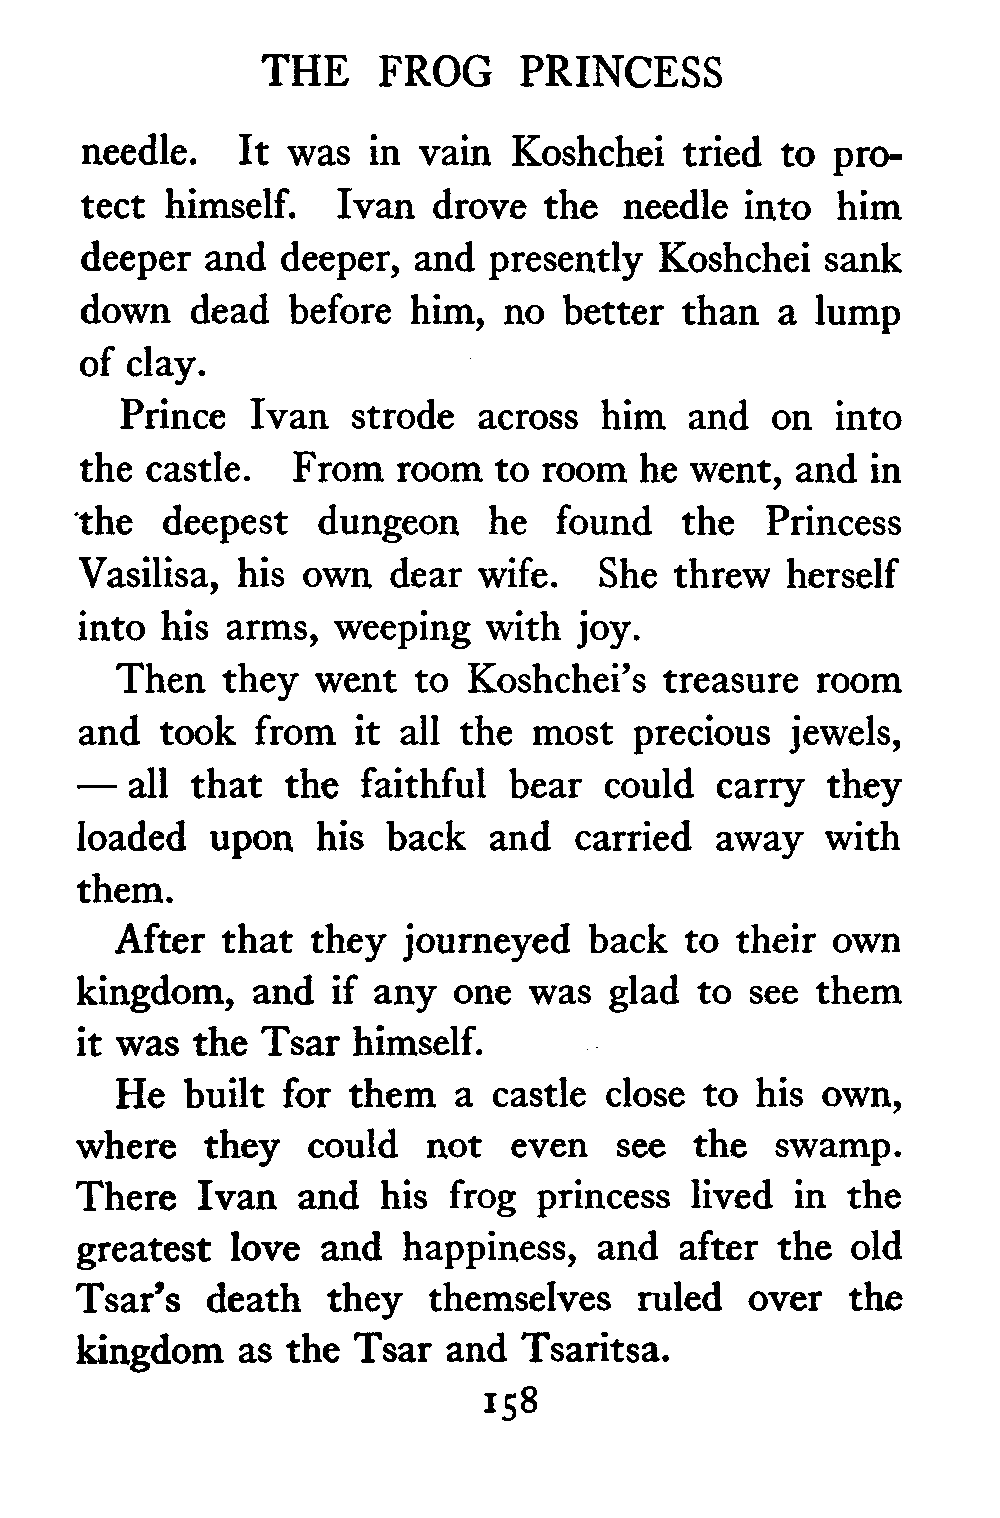 THE FROG PRINCESS
needle. It was in vain Koshchei tried to pro-
tect himself. Ivan drove the needle into him
deeper and deeper, and presently Koshchei sank
down dead before him, no better than a lump
of clay.
Prince Ivan strode across him and on into
the castle. From room to room he went, and in
the deepest dungeon he found the Princess
Vasilisa, his own dear wife. She threw herself
into his arms, weeping with joy.
Then they went to Koshchei's treasure room
and took from it all the most precious jewels,
— all that the faithful bear could carry they
loaded upon his back and carried away with
them.
After that they journeyed back to their own
kingdom, and if any one was glad to see them
it was the Tsar himself.
He built for them a castle close to his own,
where they could not even see the swamp.
There Ivan and his frog princess lived in the
greatest love and happiness, and after the old
Tsar's death they themselves ruled over the
kingdom as the Tsar and Tsaritsa.
158